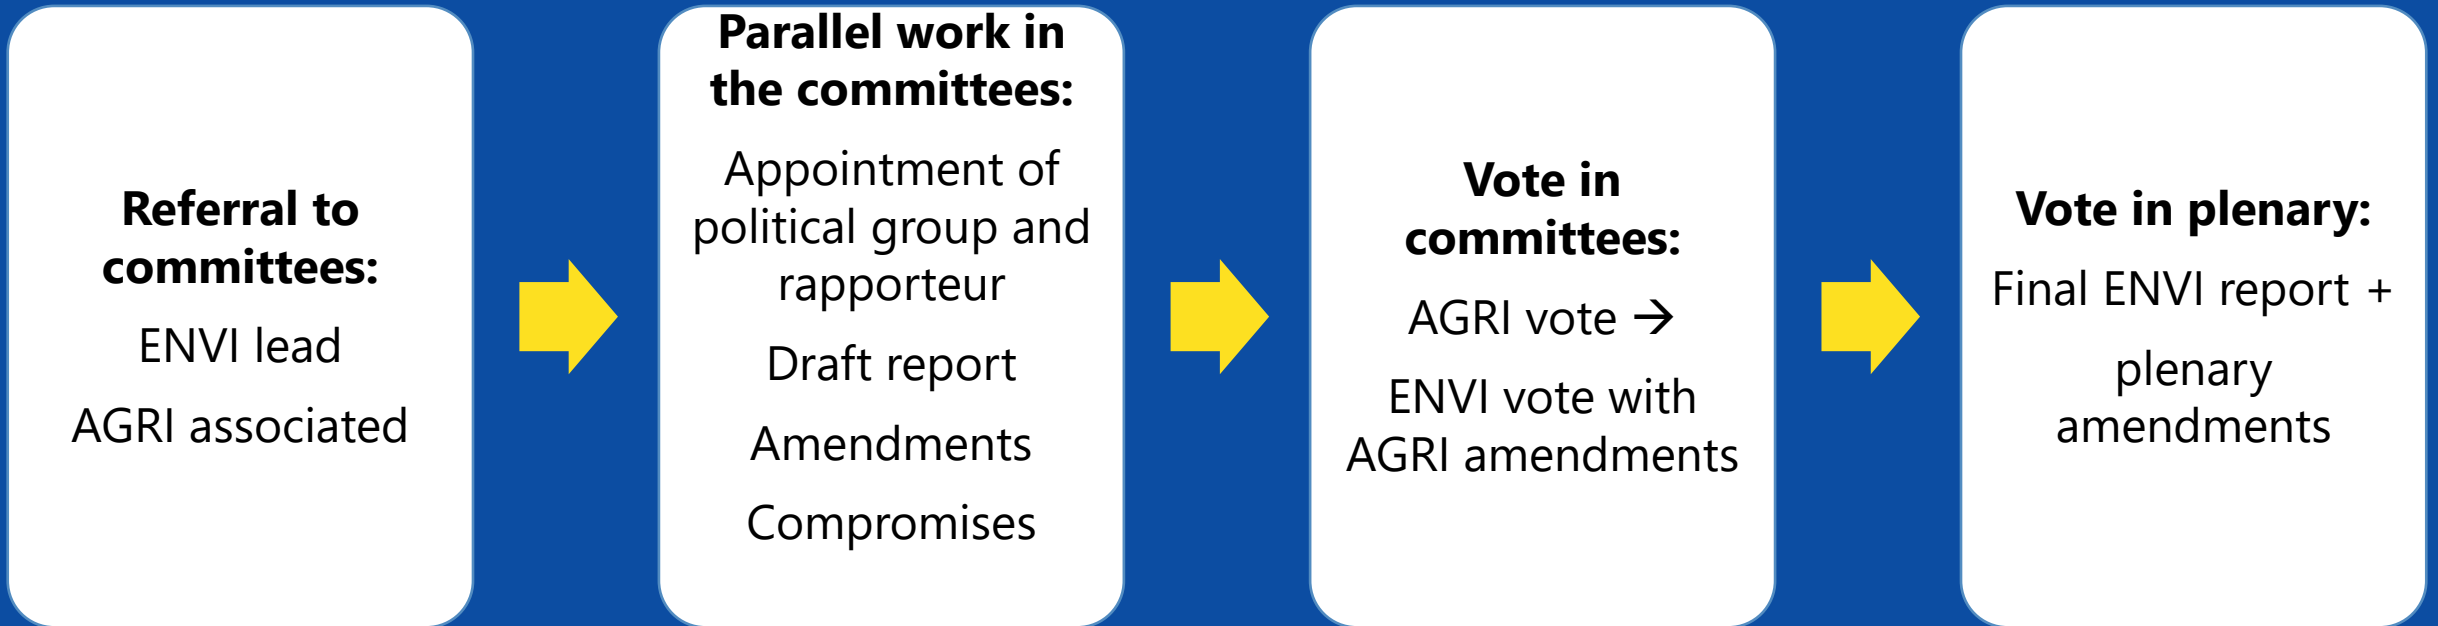 Referral to
committees:
ENVI lead
AGRI associated
Parallel work in
the committees:
Appointment of
political group and
rapporteur
Draft report
Amendments
Compromises
Vote in
committees:
AGRI vote →
ENVI vote with
AGRI amendments
Vote in plenary:
Final ENVI report +
plenary
amendments